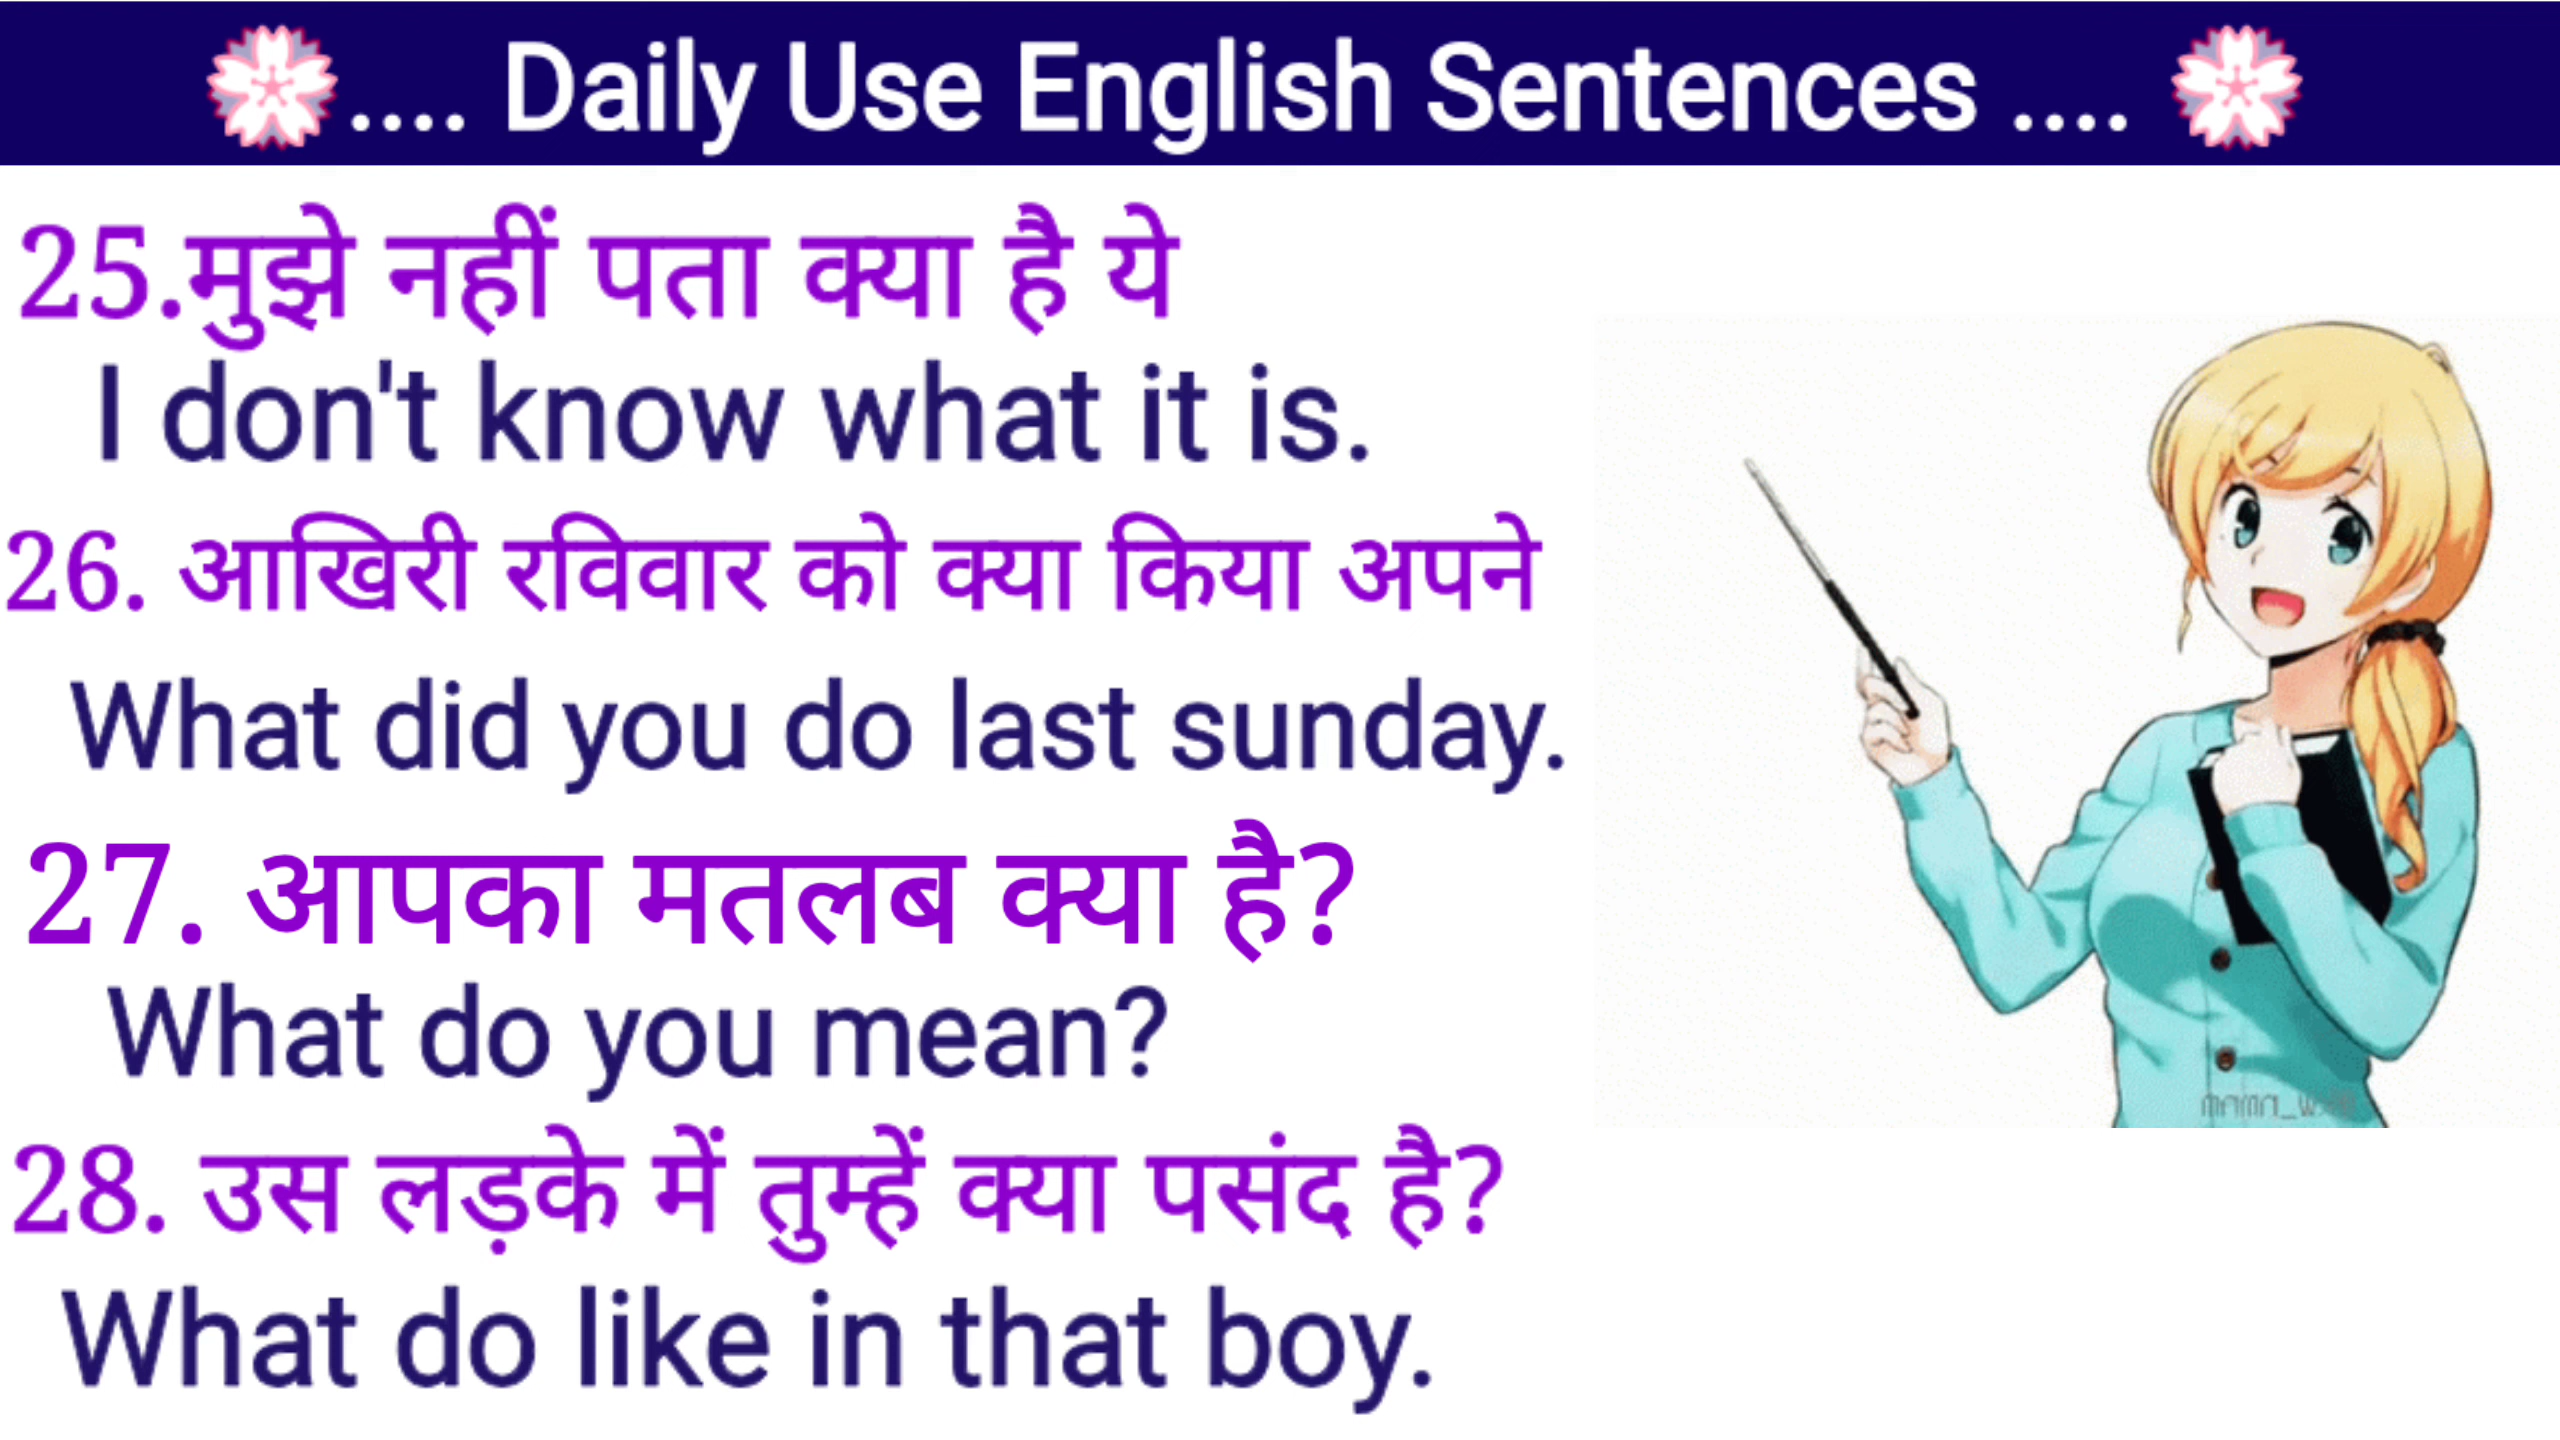 .... Daily Use English Sentences ....
25.मुझे नहीं पता क्या है ये
I don't know what it is.
26. आखिरी रविवार को क्या किया अपने
What did you do last sunday.
27. आपका मतलब क्या है?
What do you mean?
28. उस लड़के में तुम्हें क्या पसंद है?
What do like in that boy.